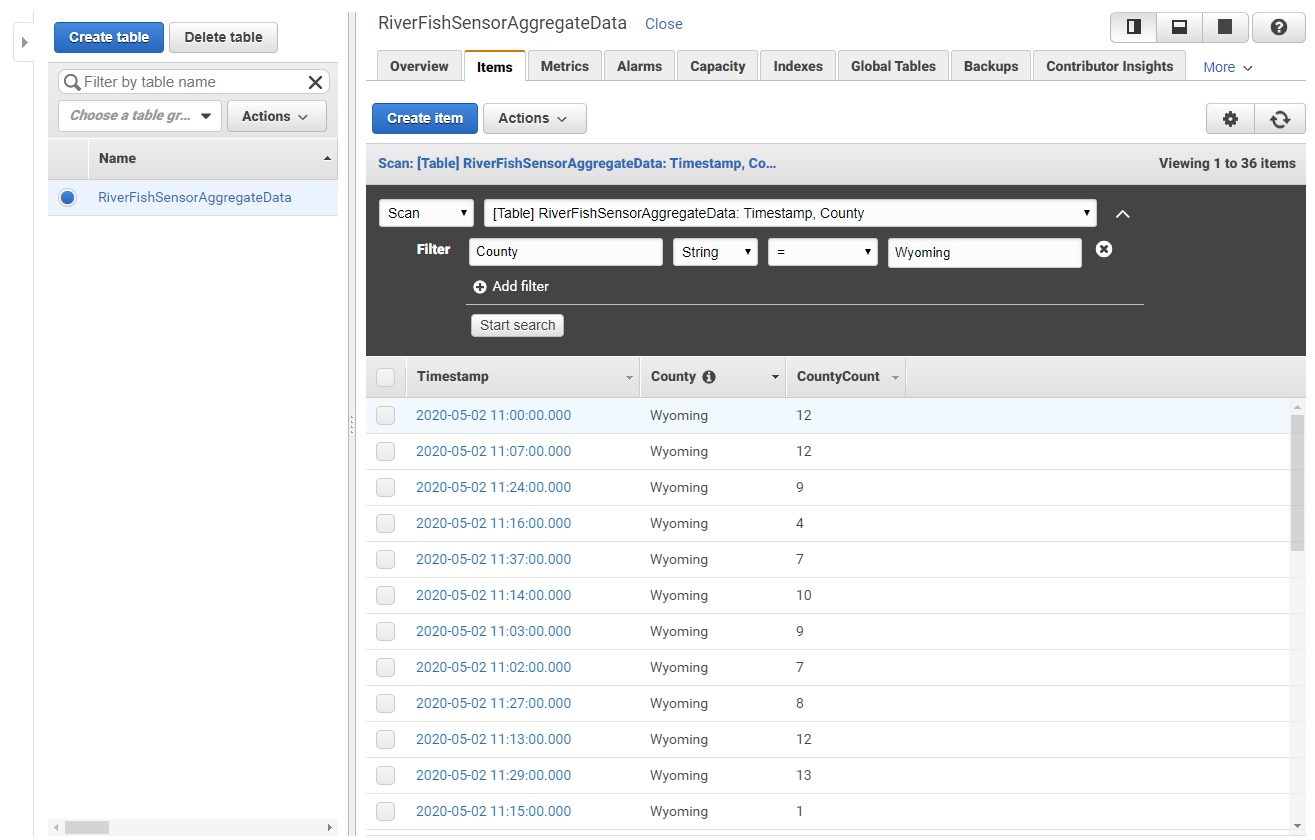 Create table Delete table
Filter by table name
Choose a table gr... Actions
Name
RiverFishSensorAggregateData
RiverFishSensorAggregateData Close
Overview Items Metrics Alarms Capacity Indexes Global Tables Backups Contributor Insights More
Create item Actions
Scan: [Table] RiverFishSensorAggregateData: Timestamp, Co... Viewing 1 to 36 items
Scan [Table] RiverFishSensorAggregateData: Timestamp, County
Filter County String = Wyoming
Add filter
Start search
Timestamp County CountyCount
2020-05-02 11:00:00.000 Wyoming 12
2020-05-02 11:07:00.000 Wyoming 12
2020-05-02 11:24:00.000 Wyoming 9
2020-05-02 11:16:00.000 Wyoming 4
2020-05-02 11:37:00.000 Wyoming 7
2020-05-02 11:14:00.000 Wyoming 10
2020-05-02 11:03:00.000 Wyoming 9
2020-05-02 11:02:00.000 Wyoming 7
2020-05-02 11:27:00.000 Wyoming 8
2020-05-02 11:13:00.000 Wyoming 12
2020-05-02 11:29:00.000 Wyoming 13
2020-05-02 11:15:00.000 Wyoming 1